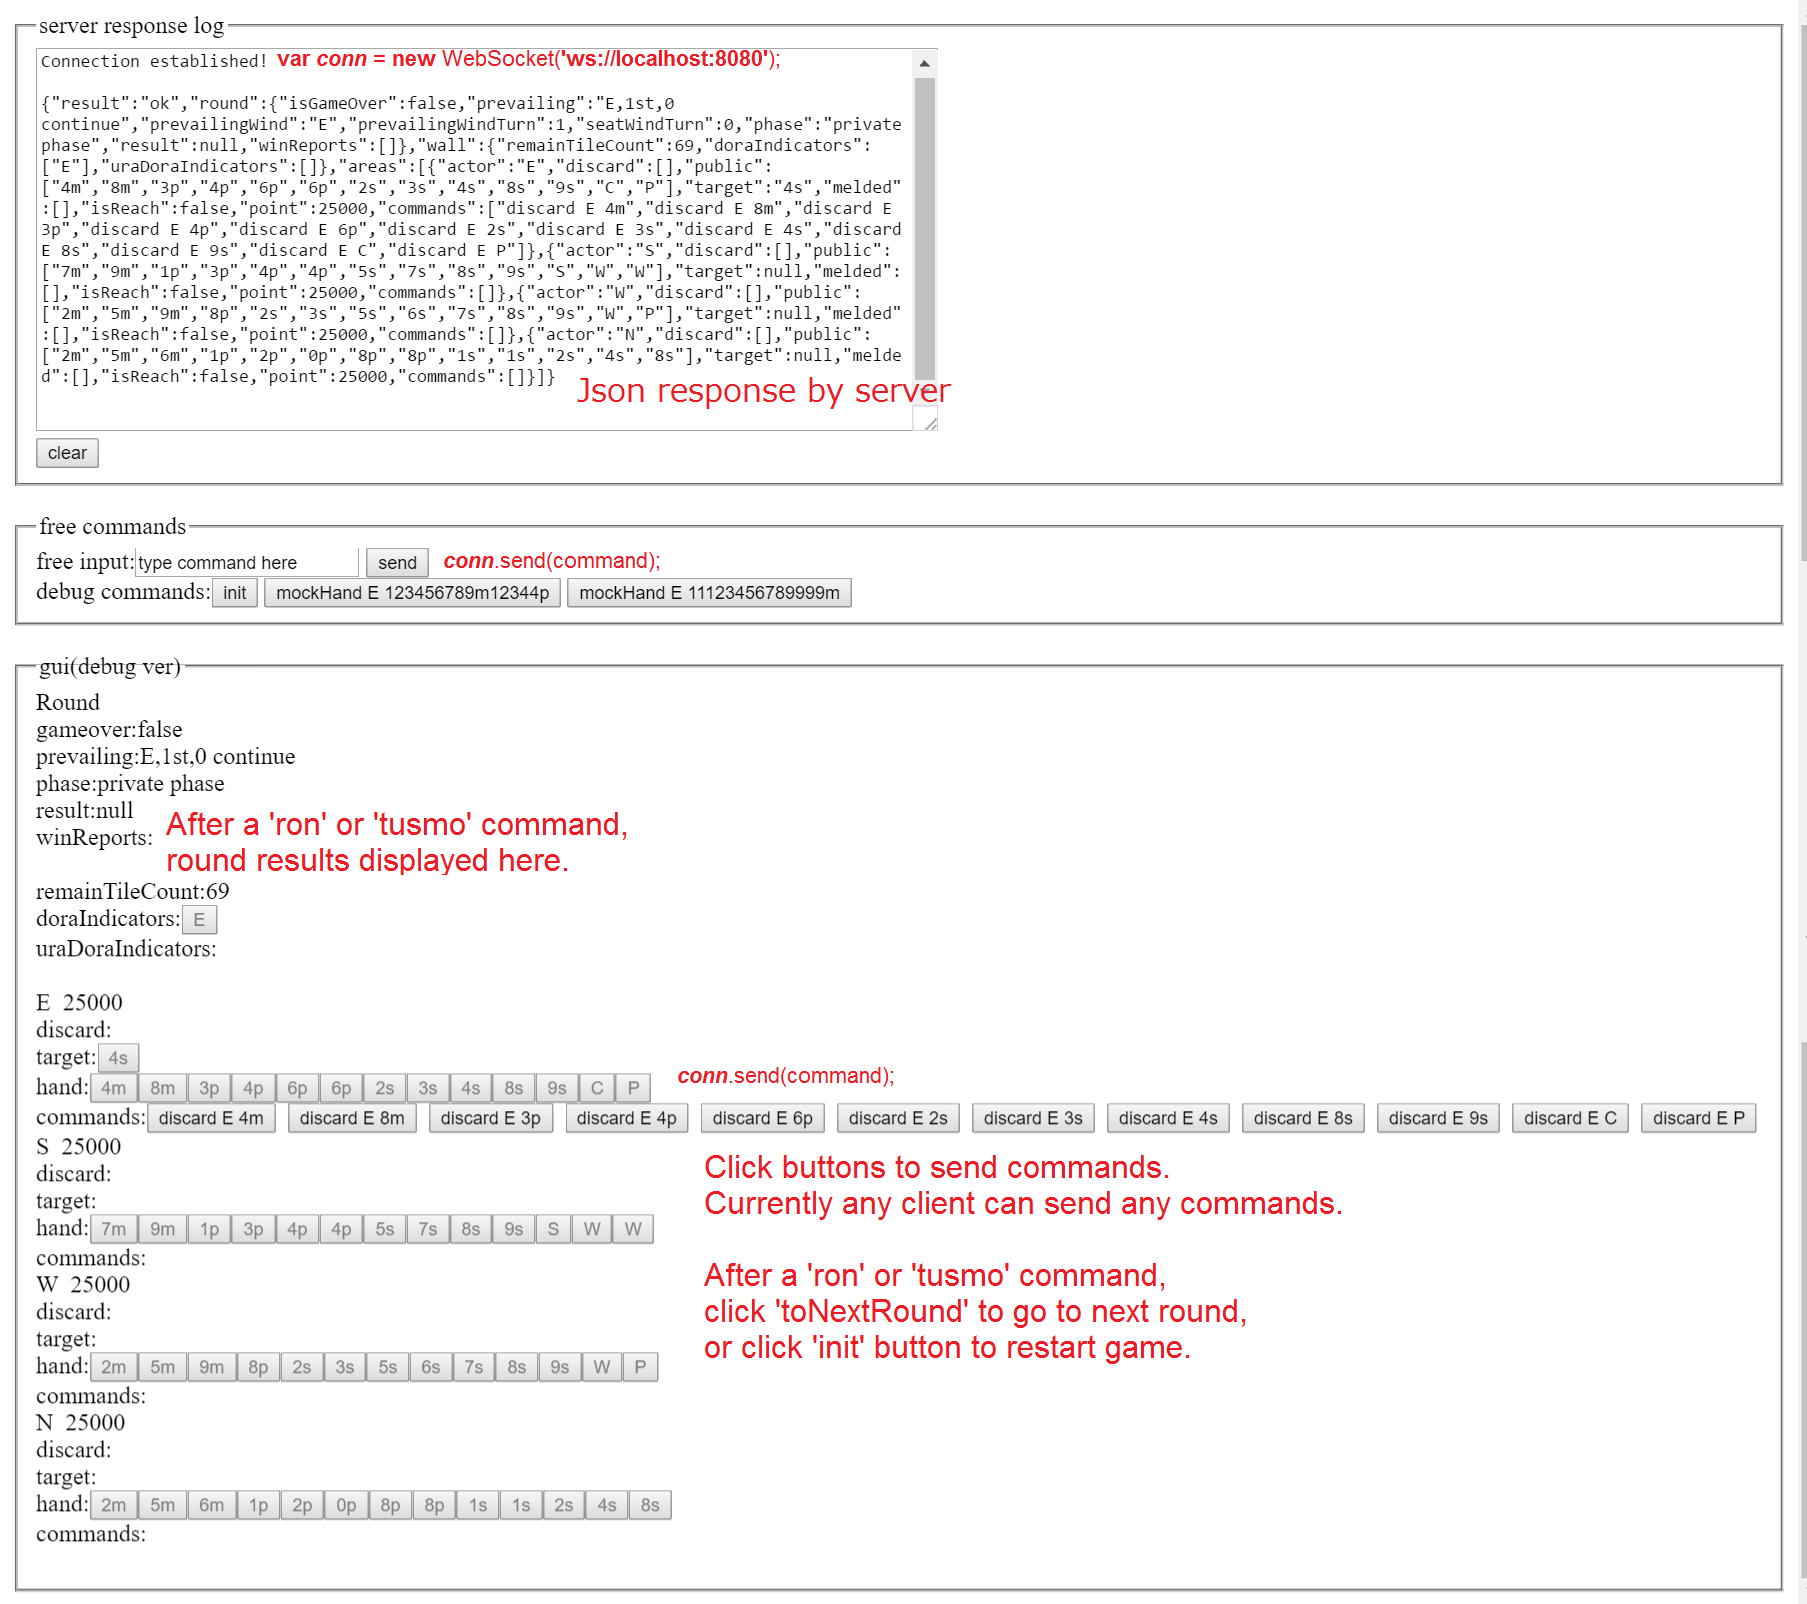 server response log
Connection established! var conn = new WebSocket('ws://localhost:8080');
{"result":"ok","round":{"isGameOver":false,"prevailing":"E,1st,0
continue","prevailingWind":"E","prevailingWindTurn":1,"seatWindTurn":0,"phase":"private
phase","result":null,"winReports":[]},"wall":{"remainTileCount":69,"doraIndicators":
["E"],"uraDoraIndicators":[]},"areas":[{"actor":"E","discard":[],"public":
["4m","8m","3p","4p","6p","6p","2s","3s","4s","8s","9s","C","P"],"target":"4s","melded"
:[],"isReach":false,"point":25000,"commands":["discard E 4m","discard E 8m","discard E
3p","discard E 4p","discard E 6p","discard E 2s","discard E 3s","discard E 4s","discard
E 8s","discard E 9s","discard E C","discard E P"]},{"actor":"S","discard":[],"public":
["7m","9m","1p","3p","4p","4p","5s","7s","8s","9s","S","W","W"],"target":null,"melded":
[],"isReach":false,"point":25000,"commands":[]},{"actor":"W","discard":[],"public":
["2m","5m","9m","8p","2s","3s","5s","6s","7s","8s","9s","W","P"],"target":null,"melded"
:[],"isReach":false,"point":25000,"commands":[]},{"actor":"N","discard":[],"public":
["2m","5m","6m","1p","2p","0p","8p","8p","1s","1s","2s","4s","8s"],"target":null,"melde
d":[],"isReach":false,"point":25000,"commands":[]}]}
Json response by server
clear
free commands
free input: type command here send conn.send(command);
debug commands: init mockHand E 123456789m12344p mockHand E 11123456789999m
gui(debug ver)
Round
gameover:false
prevailing:E,1st,0 continue
phase:private phase
result:null
winReports:
After a 'ron' or 'tusmo' command,
round results displayed here.
remainTileCount:69
doraIndicators: E
uraDoraIndicators:
E 25000
discard:
target: 4s
hand: 4m 8m 3p 4p 6p 6p 2s 3s 4s 8s 9s C P
conn.send(command);
commands: discard E 4m discard E 8m discard E 3p discard E 4p discard E 6p discard E 2s discard E 3s discard E 4s discard E 8s discard E 9s discard E C discard E P
S 25000
discard:
target:
hand: 7m 9m 1p 3p 4p 4p 5s 7s 8s 9s S W W
commands:
Click buttons to send commands.
Currently any client can send any commands.
W 25000
discard:
target:
hand: 2m 5m 9m 8p 2s 3s 5s 6s 7s 8s 9s W P
commands:
After a 'ron' or 'tusmo' command,
click 'toNextRound' to go to next round,
or click 'init' button to restart game.
N 25000
discard:
target:
hand: 2m 5m 6m 1p 2p 0p 8p 8p 1s 1s 2s 4s 8s
commands: